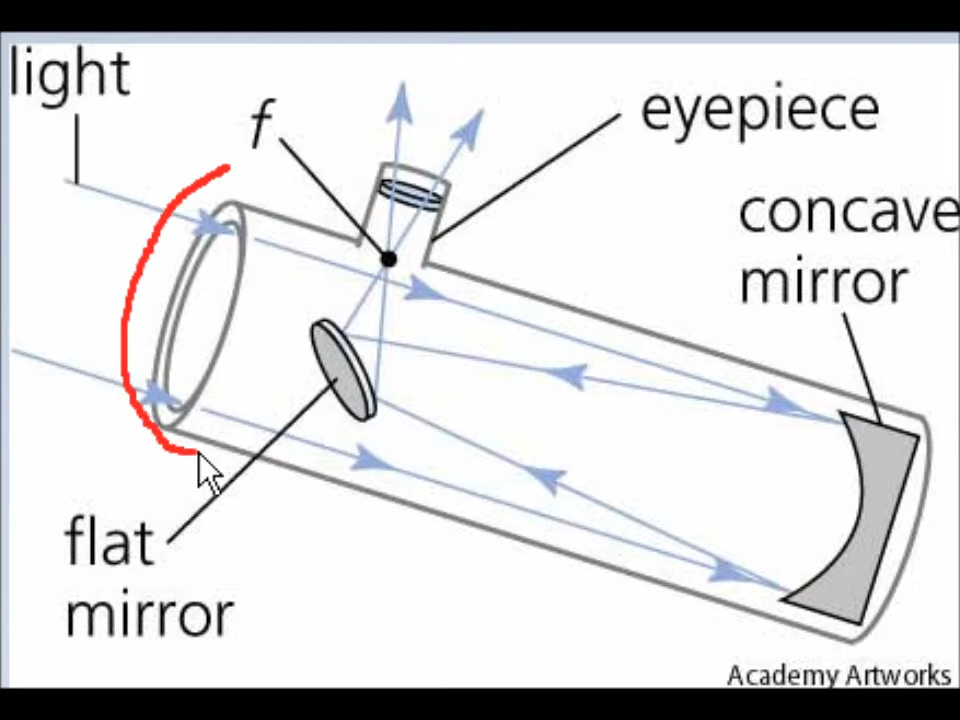 light
f
eyepiece
concave
mirror
flat
mirror
Academy Artworks